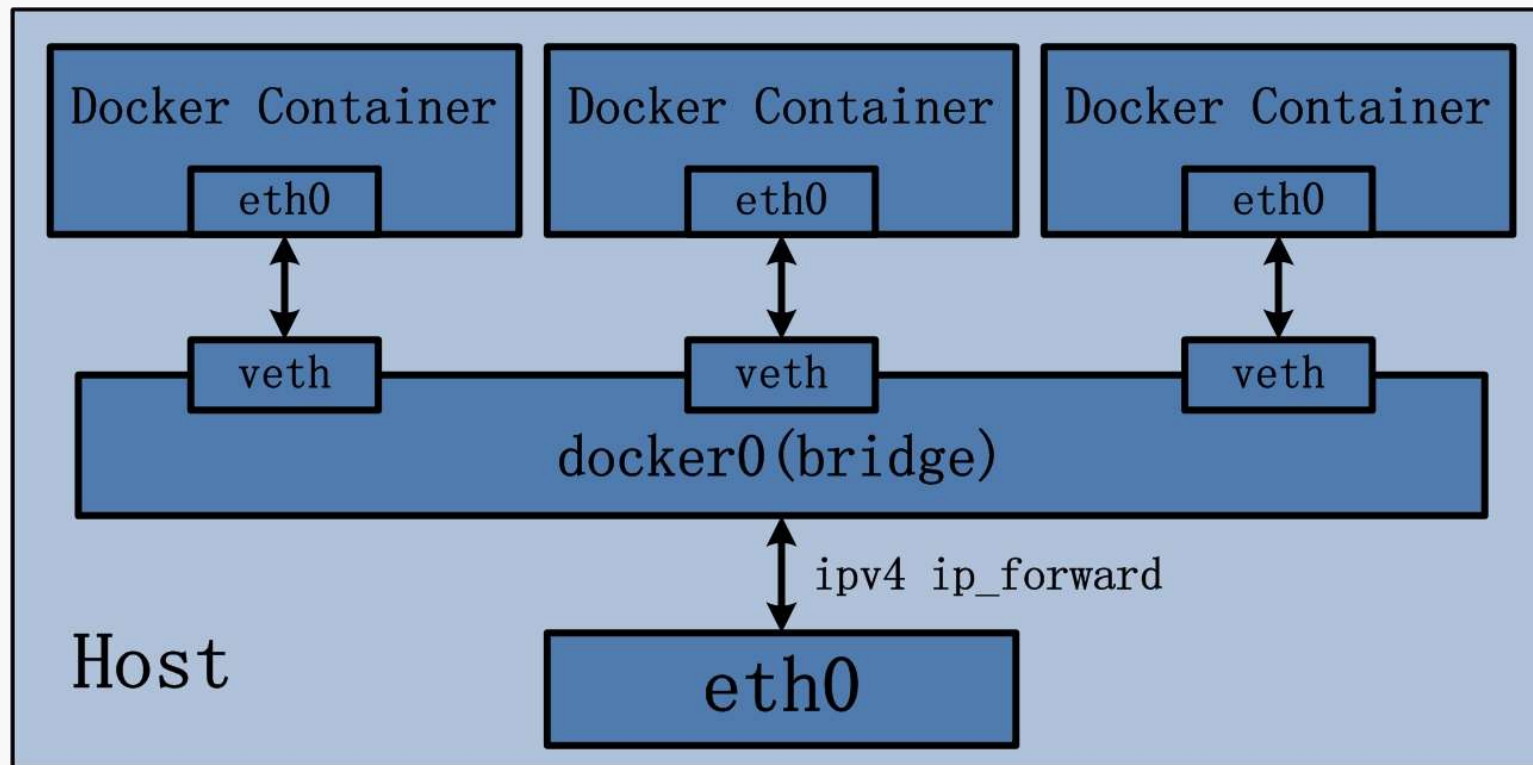 Docker Container
Docker Container
Docker Container
eth0
eth0
eth0
veth
veth
veth
docker0(bridge)
ipv4 ip_forward
Host
eth0